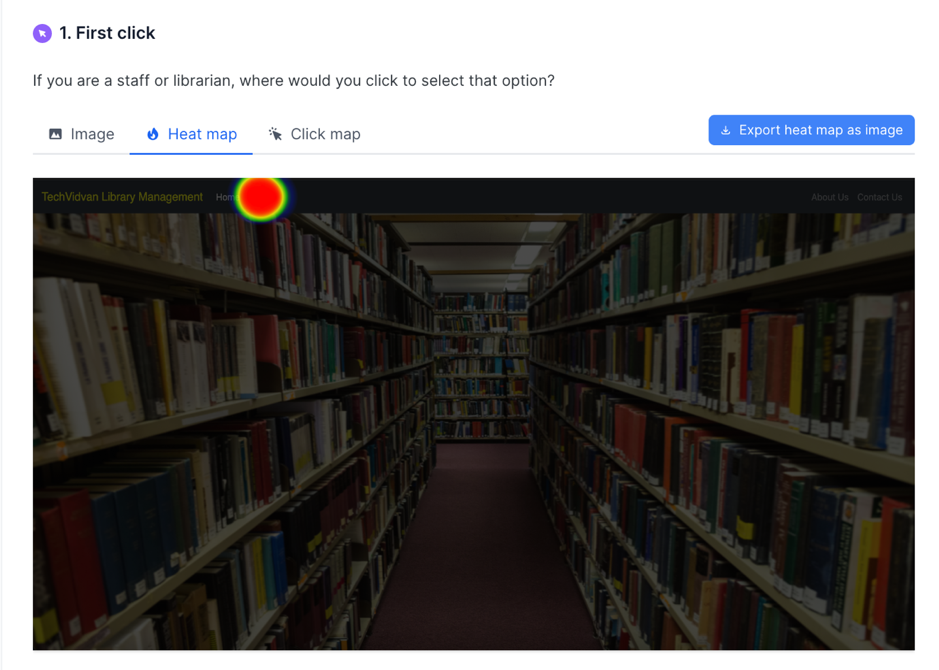 1. First click
If you are a staff or librarian, where would you click to select that option?
Image Heat map Click map Export heat map as image
TechVidvan Library Management Hom About Us Contact Us